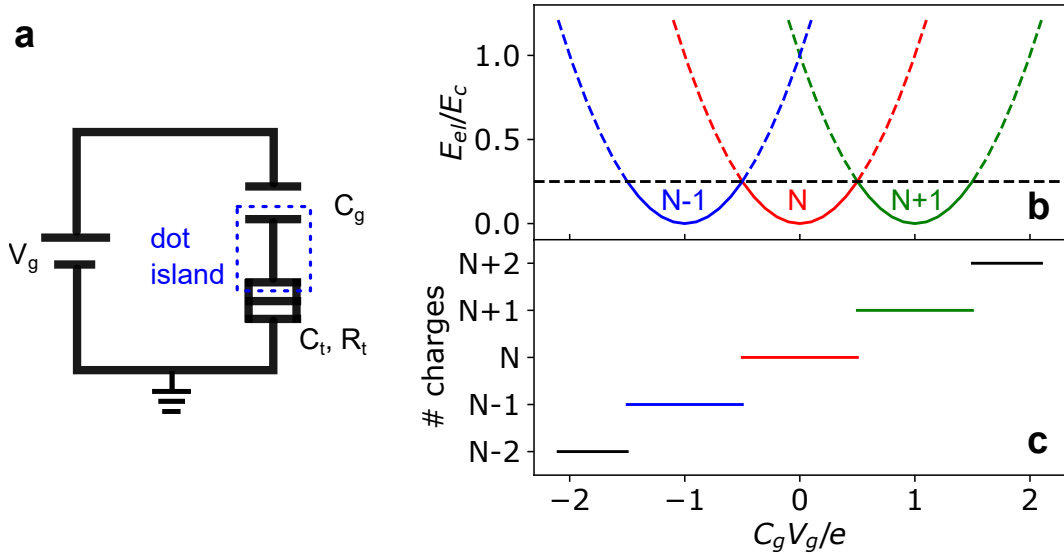 a
V_g
dot
island
C_g
C_t, R_t
E_el/E_c
1.0
0.5
0.0
N-1
N
N+1
b
# charges
N+2
N+1
N
N-1
N-2
c
−2
−1
0
1
2
C_gV_g/e